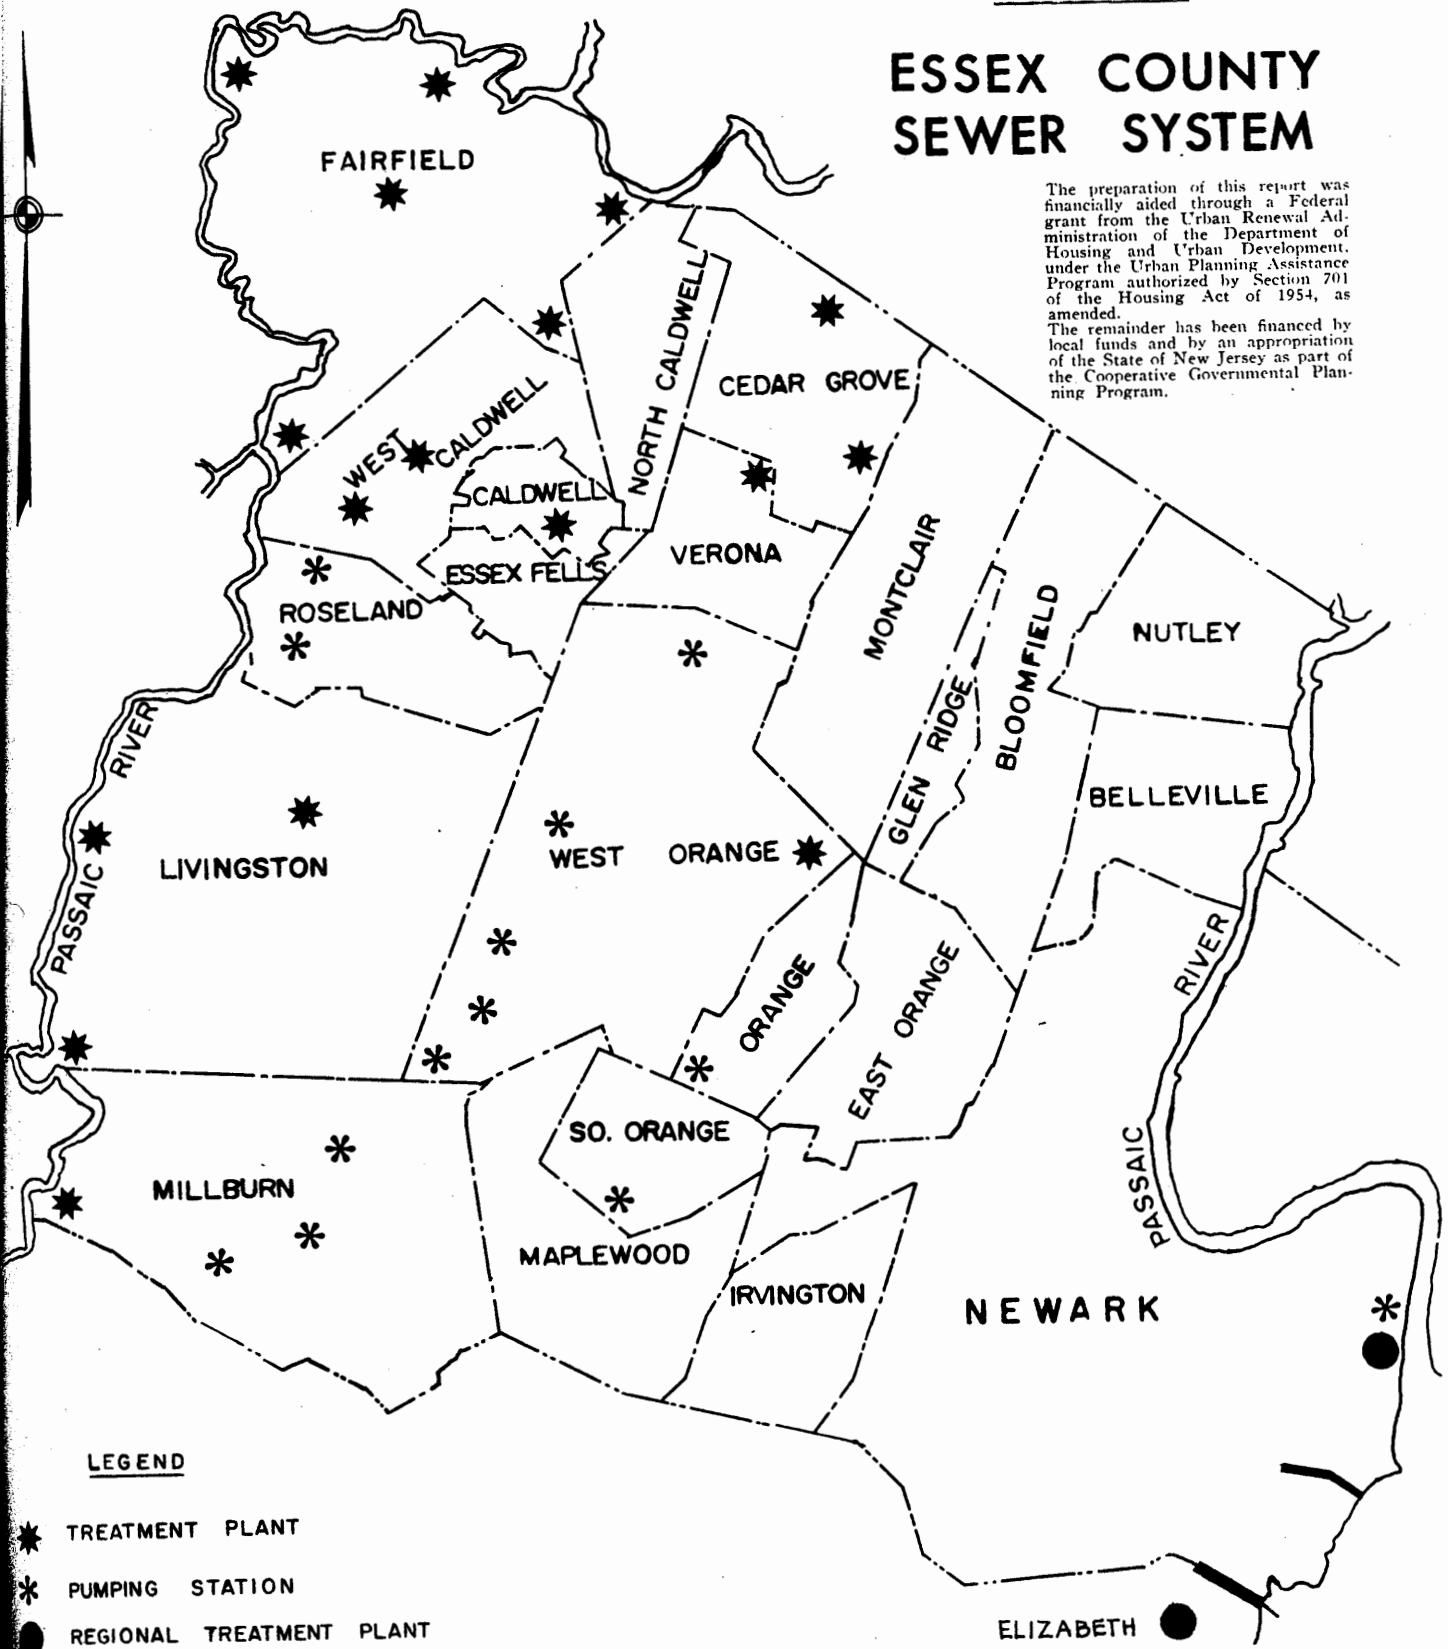 ESSEX COUNTY
SEWER SYSTEM
The preparation of this report was
financially aided through a Federal
grant from the Urban Renewal Ad-
ministration of the Department of
Housing and Urban Development,
under the Urban Planning Assistance
Program authorized by Section 701
of the Housing Act of 1954, as
amended.
The remainder has been financed by
local funds and by an appropriation
of the State of New Jersey as part of
the Cooperative Governmental Plan-
ning Program.
FAIRFIELD
NORTH CALDWELL
CEDAR GROVE
WEST CALDWELL
CALDWELL
ESSEX FELLS
VERONA
ROSELAND
MONTCLAIR
GLEN RIDGE
BLOOMFIELD
NUTLEY
BELLEVILLE
PASSAIC RIVER
LIVINGSTON
WEST ORANGE
ORANGE
EAST ORANGE
PASSAIC RIVER
SO. ORANGE
MILLBURN
MAPLEWOOD
IRVINGTON
NEWARK
ELIZABETH
LEGEND
TREATMENT PLANT
PUMPING STATION
REGIONAL TREATMENT PLANT